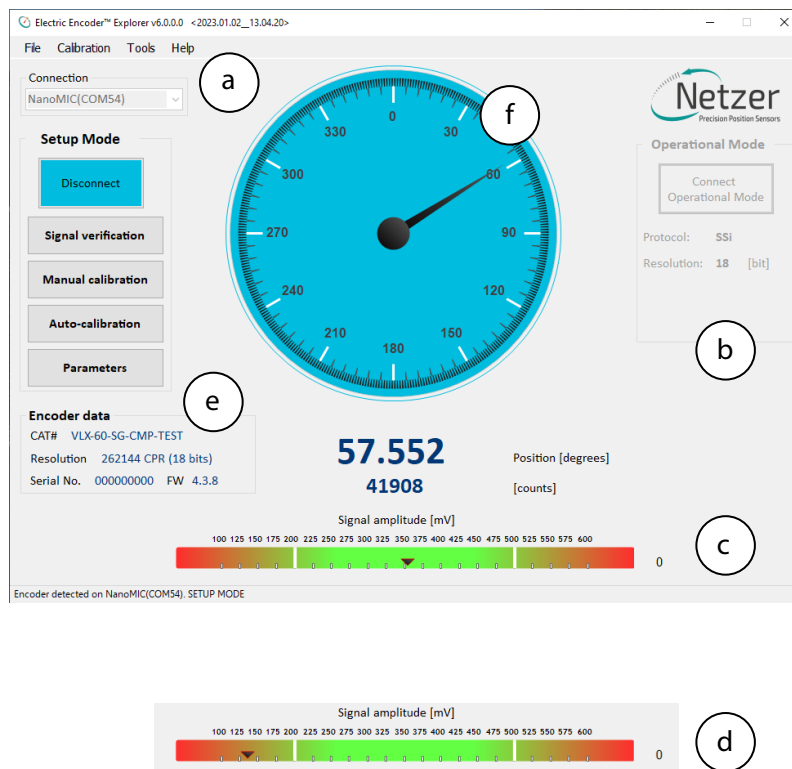 Electric Encoder™ Explorer v6.0.0.0 <2023.01.02__13.04.20>
File Calibration Tools Help
Connection
NanoMIC(COM54)
a
Setup Mode
Disconnect
Signal verification
Manual calibration
Auto-calibration
Parameters
e
Encoder data
CAT# VLX-60-SG-CMP-TEST
Resolution 262144 CPR (18 bits)
Serial No. 000000000 FW 4.3.8
f
0
30
60
90
120
150
180
210
240
270
300
330
57.552 Position [degrees]
41908 [counts]
Netzer
Precision Position Sensors
Operational Mode
Connect
Operational Mode
Protocol: SSi
Resolution: 18 [bit]
b
Signal amplitude [mV]
100 125 150 175 200 225 250 275 300 325 350 375 400 425 450 475 500 525 550 575 600
0
c
Encoder detected on NanoMIC(COM54). SETUP MODE
Signal amplitude [mV]
100 125 150 175 200 225 250 275 300 325 350 375 400 425 450 475 500 525 550 575 600
0
d